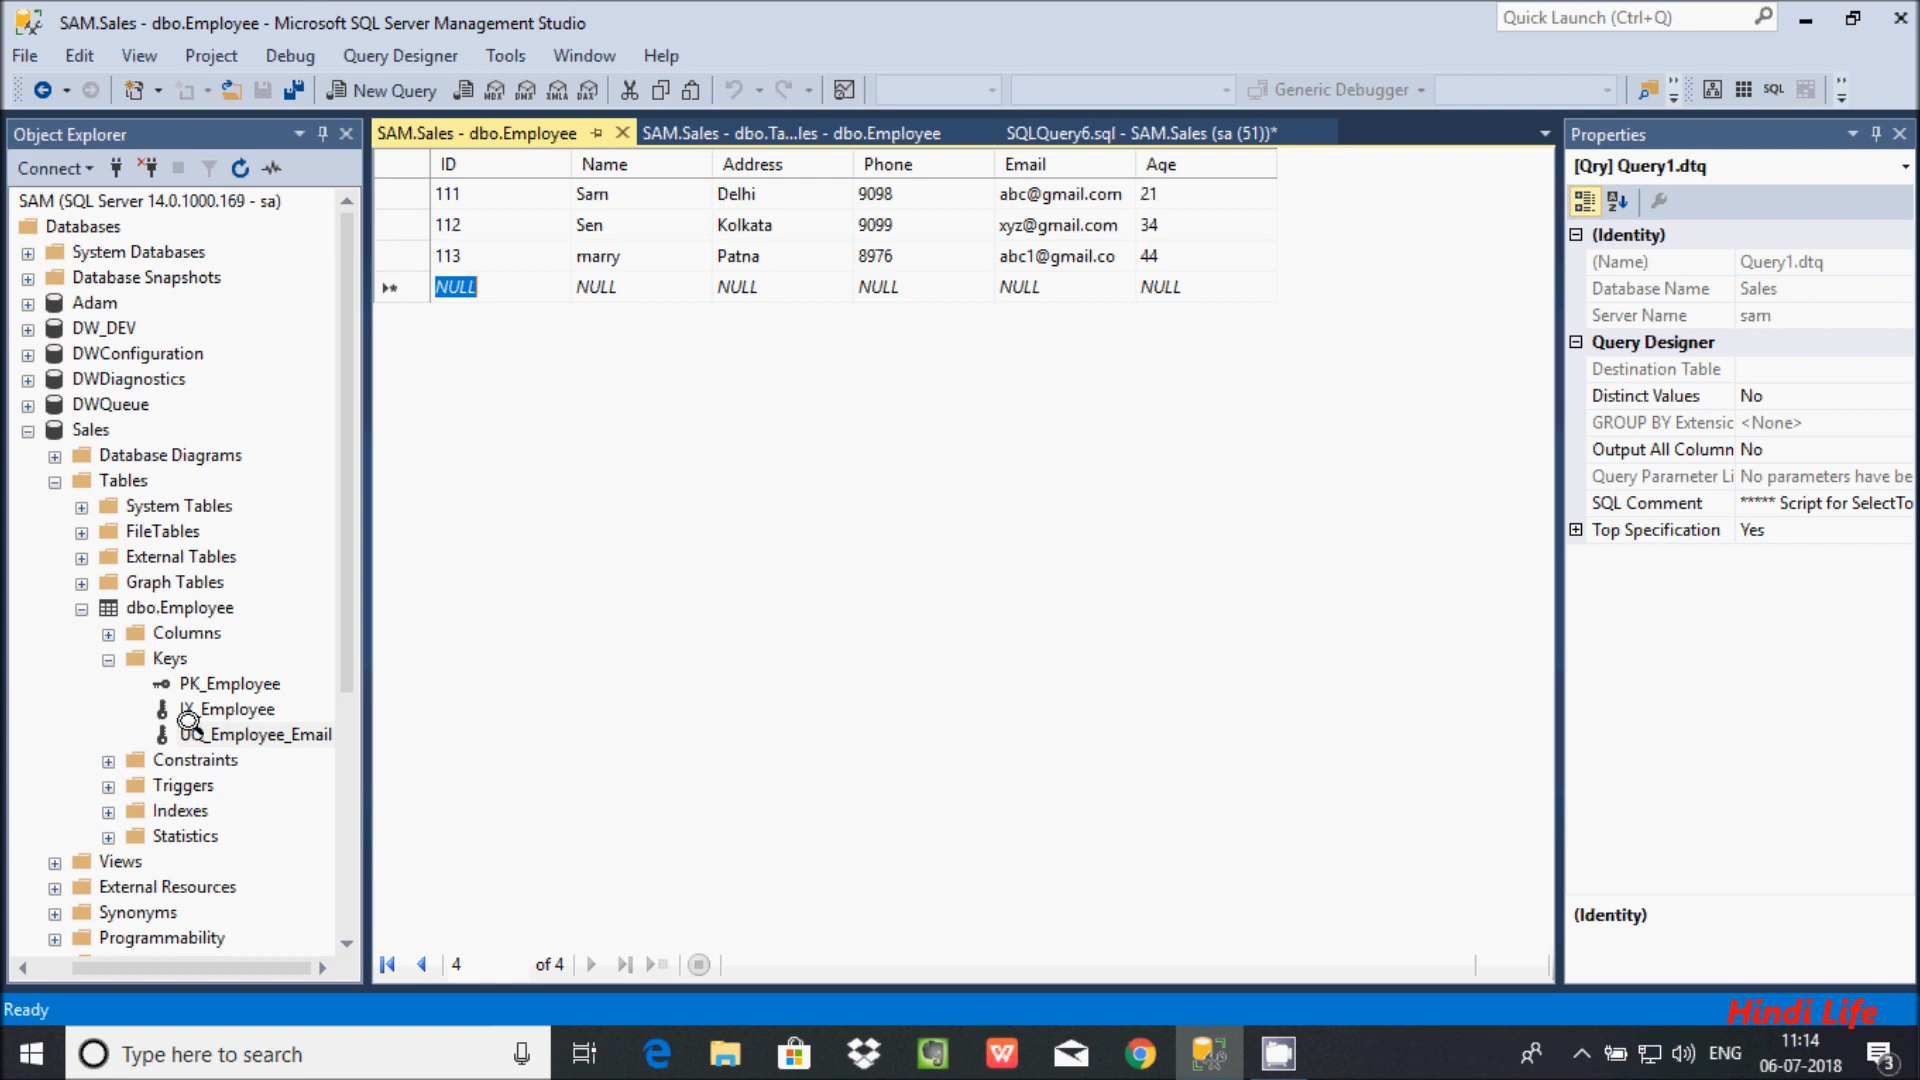 SAM.Sales - dbo.Employee - Microsoft SQL Server Management Studio
Quick Launch (Ctrl+Q)
File Edit View Project Debug Query Designer Tools Window Help
New Query MDX DMX XMLA DAX Generic Debugger SQL
Object Explorer
Connect
SAM (SQL Server 14.0.1000.169 - sa)
Databases
System Databases
Database Snapshots
Adam
DW_DEV
DWConfiguration
DWDiagnostics
DWQueue
Sales
Database Diagrams
Tables
System Tables
FileTables
External Tables
Graph Tables
dbo.Employee
Columns
Keys
PK_Employee
IX_Employee
UQ_Employee_Email
Constraints
Triggers
Indexes
Statistics
Views
External Resources
Synonyms
Programmability
SAM.Sales - dbo.Employee SAM.Sales - dbo.Ta...les - dbo.Employee SQLQuery6.sql - SAM.Sales (sa (51))*
ID Name Address Phone Email Age
111 Sam Delhi 9098 abc@gmail.com 21
112 Sen Kolkata 9099 xyz@gmail.com 34
113 marry Patna 8976 abc1@gmail.co 44
NULL NULL NULL NULL NULL NULL
4 of 4
Properties
[Qry] Query1.dtq
(Identity)
(Name) Query1.dtq
Database Name Sales
Server Name sam
Query Designer
Destination Table
Distinct Values No
GROUP BY Extensic <None>
Output All Column No
Query Parameter Li No parameters have be
SQL Comment ***** Script for SelectTo
Top Specification Yes
(Identity)
Ready
Hindi Life
Type here to search
ENG
11:14
06-07-2018
3